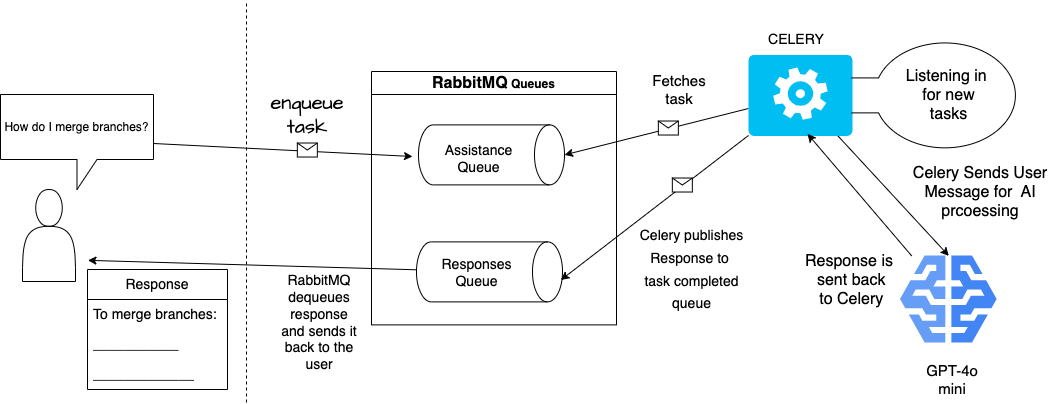 CELERY
RabbitMQ Queues
How do I merge branches?
enqueue
task
Assistance
Queue
Fetches
task
Listening in
for new
tasks
Celery Sends User
Message for AI
prcoessing
Celery publishes
Response to
task completed
queue
Response is
sent back
to Celery
Responses
Queue
RabbitMQ
dequeues
response
and sends it
back to the
user
Response
To merge branches:
GPT-4o
mini